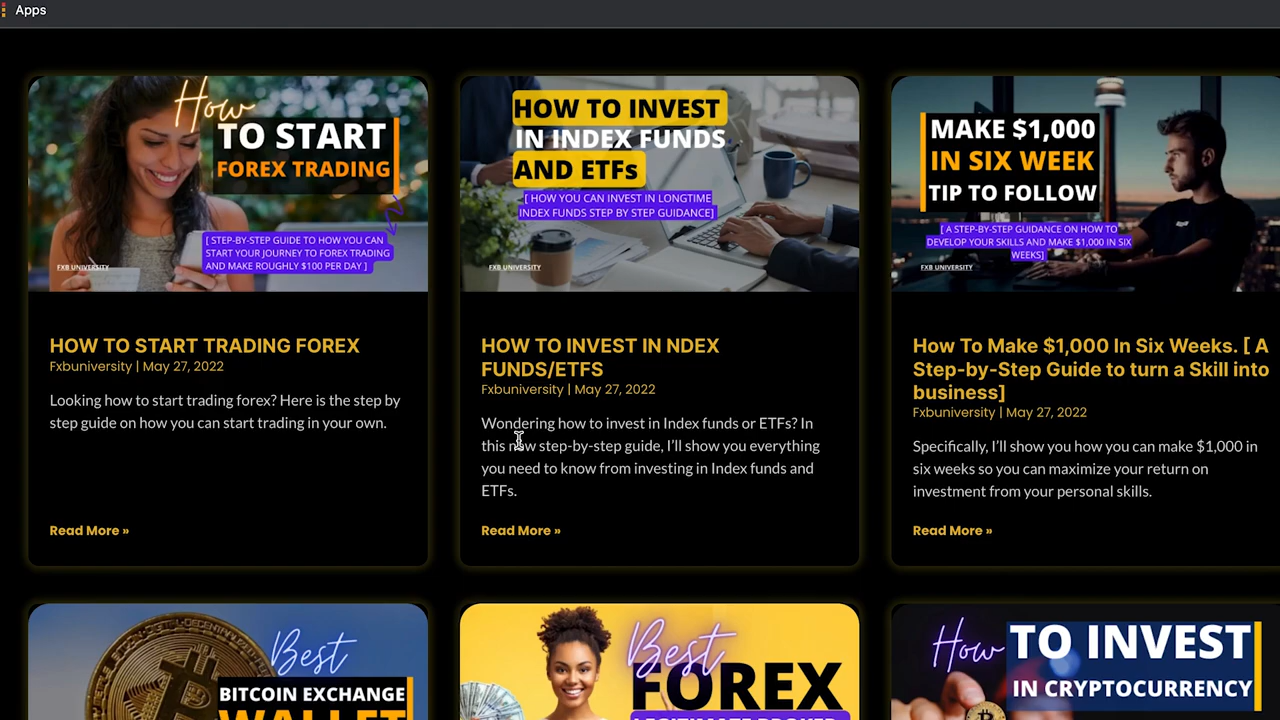 Apps
How
TO START
FOREX TRADING
[ STEP-BY-STEP GUIDE TO HOW YOU CAN
START YOUR JOURNEY TO FOREX TRADING
AND MAKE ROUGHLY $100 PER DAY ]
FXB UNIVERSITY
HOW TO START TRADING FOREX
Fxbuniversity | May 27, 2022
Looking how to start trading forex? Here is the step by
step guide on how you can start trading in your own.
Read More »
HOW TO INVEST
IN INDEX FUNDS
AND ETFs
[ HOW YOU CAN INVEST IN LONGTIME
INDEX FUNDS STEP BY STEP GUIDANCE]
FXB UNIVERSITY
HOW TO INVEST IN NDEX
FUNDS/ETFS
Fxbuniversity | May 27, 2022
Wondering how to invest in Index funds or ETFs? In
this new step-by-step guide, I'll show you everything
you need to know from investing in Index funds and
ETFs.
Read More »
MAKE $1,000
IN SIX WEEK
TIP TO FOLLOW
[ A STEP-BY-STEP GUIDANCE ON HOW TO
DEVELOP YOUR SKILLS AND MAKE $1,000 IN SIX
WEEKS]
FXB UNIVERSITY
How To Make $1,000 In Six Weeks. [ A
Step-by-Step Guide to turn a Skill into
business]
Fxbuniversity | May 27, 2022
Specifically, I'll show you how you can make $1,000 in
six weeks so you can maximize your return on
investment from your personal skills.
Read More »
Best
BITCOIN EXCHANGE
WALLET
Best
FOREX
LEGITIMATE BROKER
How TO INVEST
IN CRYPTOCURRENCY